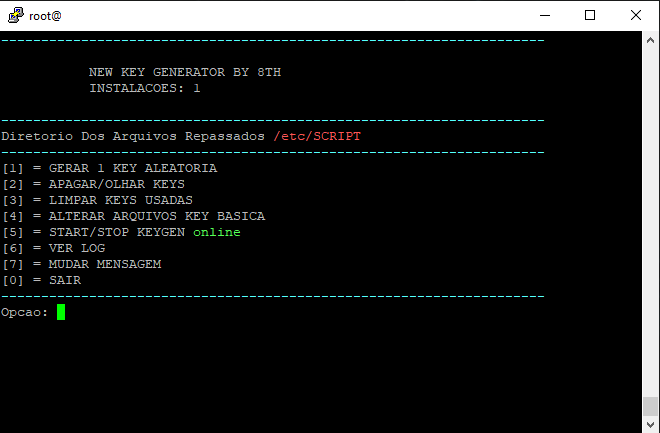 root@
--------------------------------------------------------------------
NEW KEY GENERATOR BY 8TH
INSTALACOES: 1
--------------------------------------------------------------------
Diretorio Dos Arquivos Repassados /etc/SCRIPT
--------------------------------------------------------------------
[1] = GERAR 1 KEY ALEATORIA
[2] = APAGAR/OLHAR KEYS
[3] = LIMPAR KEYS USADAS
[4] = ALTERAR ARQUIVOS KEY BASICA
[5] = START/STOP KEYGEN online
[6] = VER LOG
[7] = MUDAR MENSAGEM
[0] = SAIR
--------------------------------------------------------------------
Opcao: